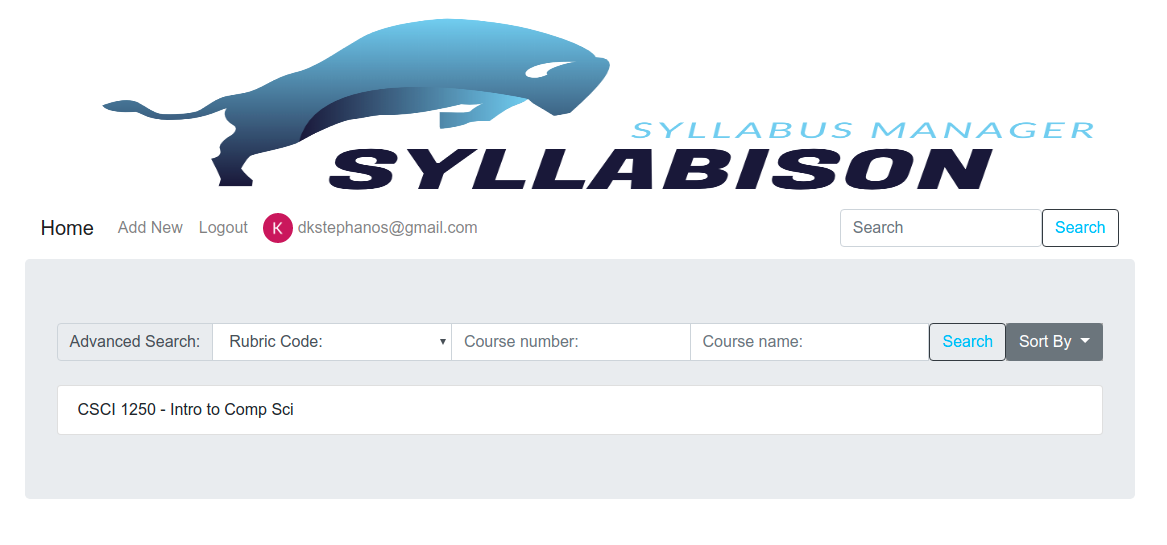 SYLLABUS MANAGER
SYLLABISON
Home Add New Logout K dkstephanos@gmail.com Search Search
Advanced Search: Rubric Code: Course number: Course name: Search Sort By
CSCI 1250 - Intro to Comp Sci